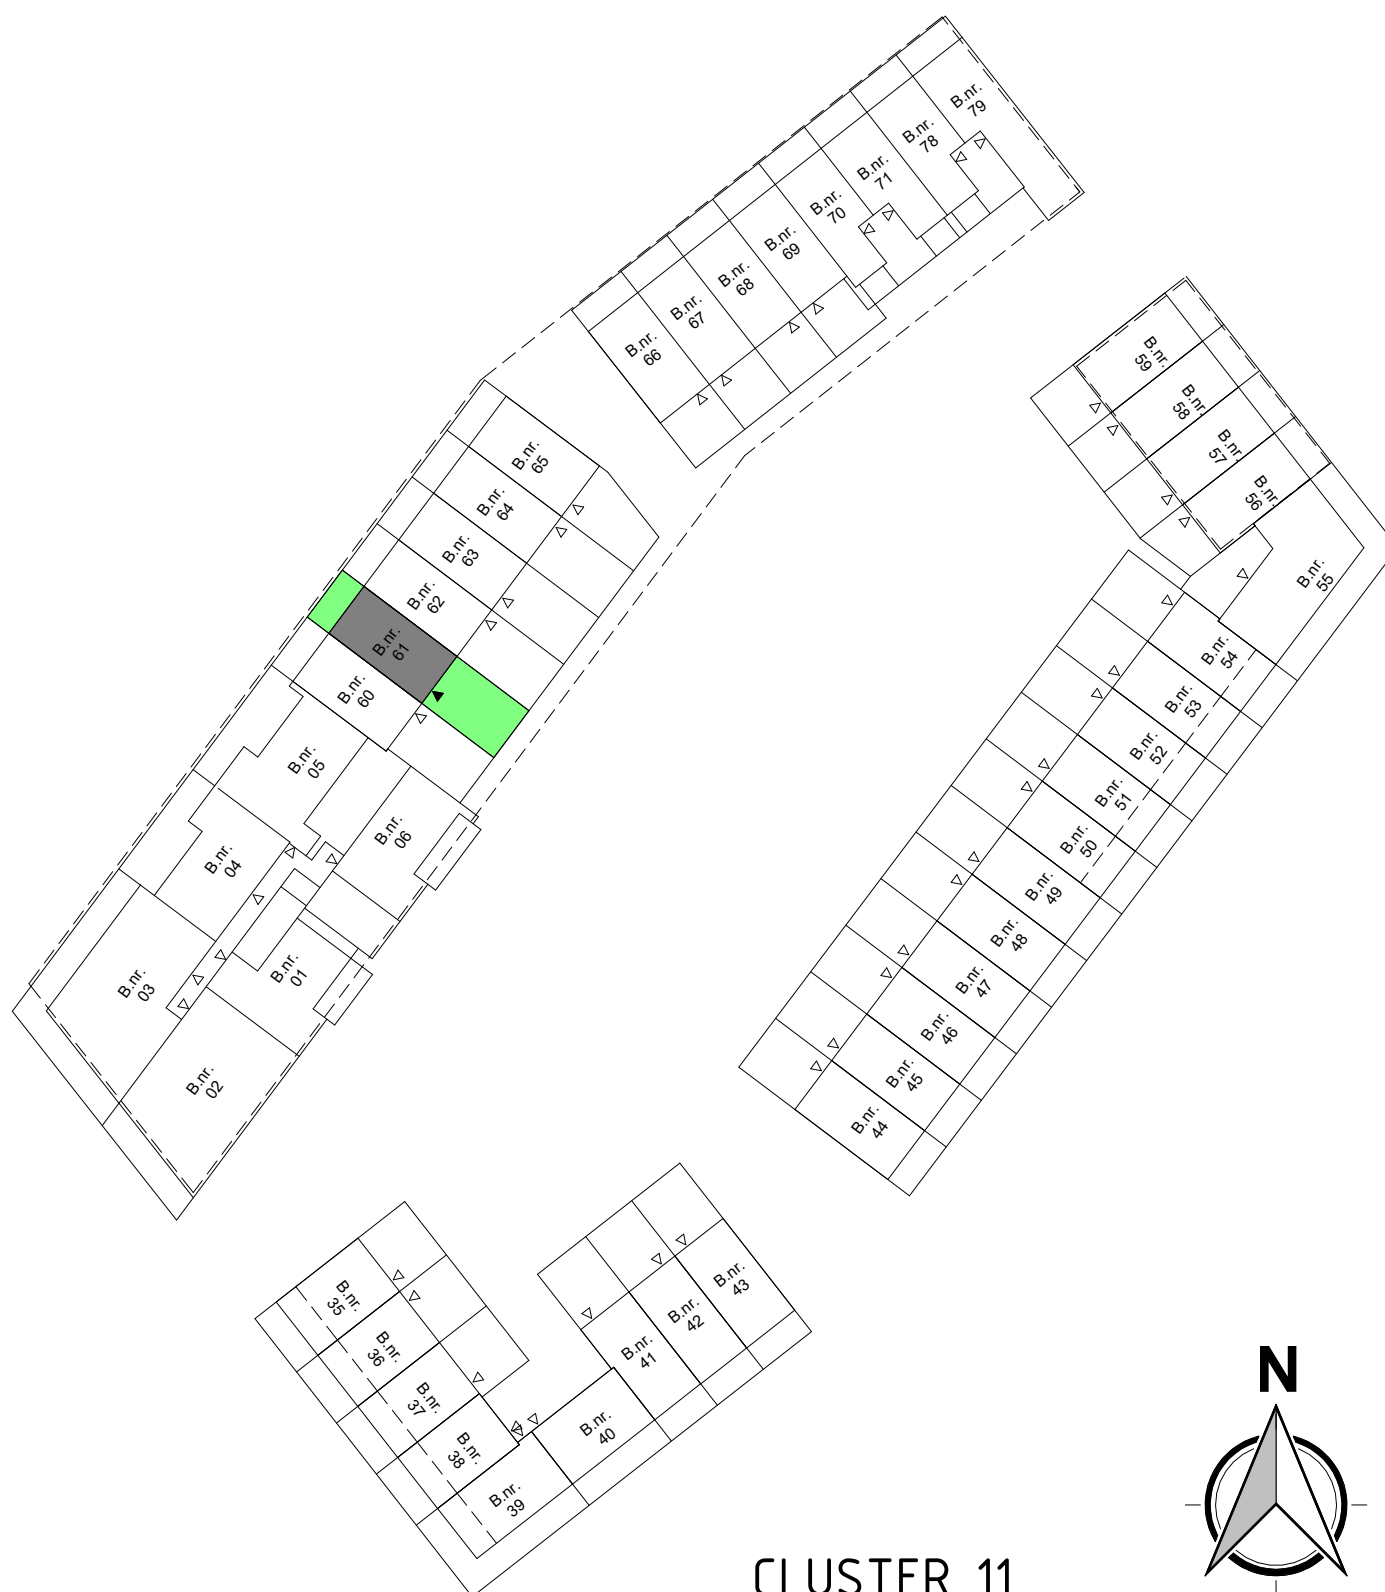 B.nr.
79
B.nr.
78
B.nr.
71
B.nr.
70
B.nr.
69
B.nr.
68
B.nr.
67
B.nr.
66
B.nr.
59
B.nr.
58
B.nr.
57
B.nr.
56
B.nr.
55
B.nr.
65
B.nr.
64
B.nr.
63
B.nr.
62
B.nr.
61
B.nr.
60
B.nr.
05
B.nr.
06
B.nr.
04
B.nr.
03
B.nr.
01
B.nr.
02
B.nr.
54
B.nr.
53
B.nr.
52
B.nr.
51
B.nr.
50
B.nr.
49
B.nr.
48
B.nr.
47
B.nr.
46
B.nr.
45
B.nr.
44
B.nr.
35
B.nr.
36
B.nr.
37
B.nr.
38
B.nr.
39
B.nr.
40
B.nr.
41
B.nr.
42
B.nr.
43
N
CLUSTER 11